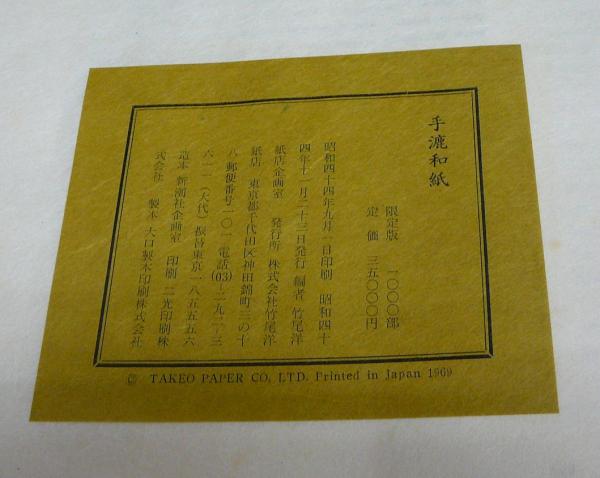 手漉和紙
限定版 一〇〇〇部
定価 三五〇〇〇円
昭和四十四年九月一日印刷 昭和四十
四年十一月二十三日発行 編者 竹尾洋
紙店企画室 発行所 株式会社竹尾洋
紙店 東京都千代田区神田錦町三の十
八 郵便番号一〇一 電話(03)二九二・三
六一一(大代) 振替東京一八五五五六
造本 新潮社企画室 印刷 二光印刷株
式会社 製本 大口製本印刷株式会社
© TAKEO PAPER CO, LTD. Printed in Japan 1969